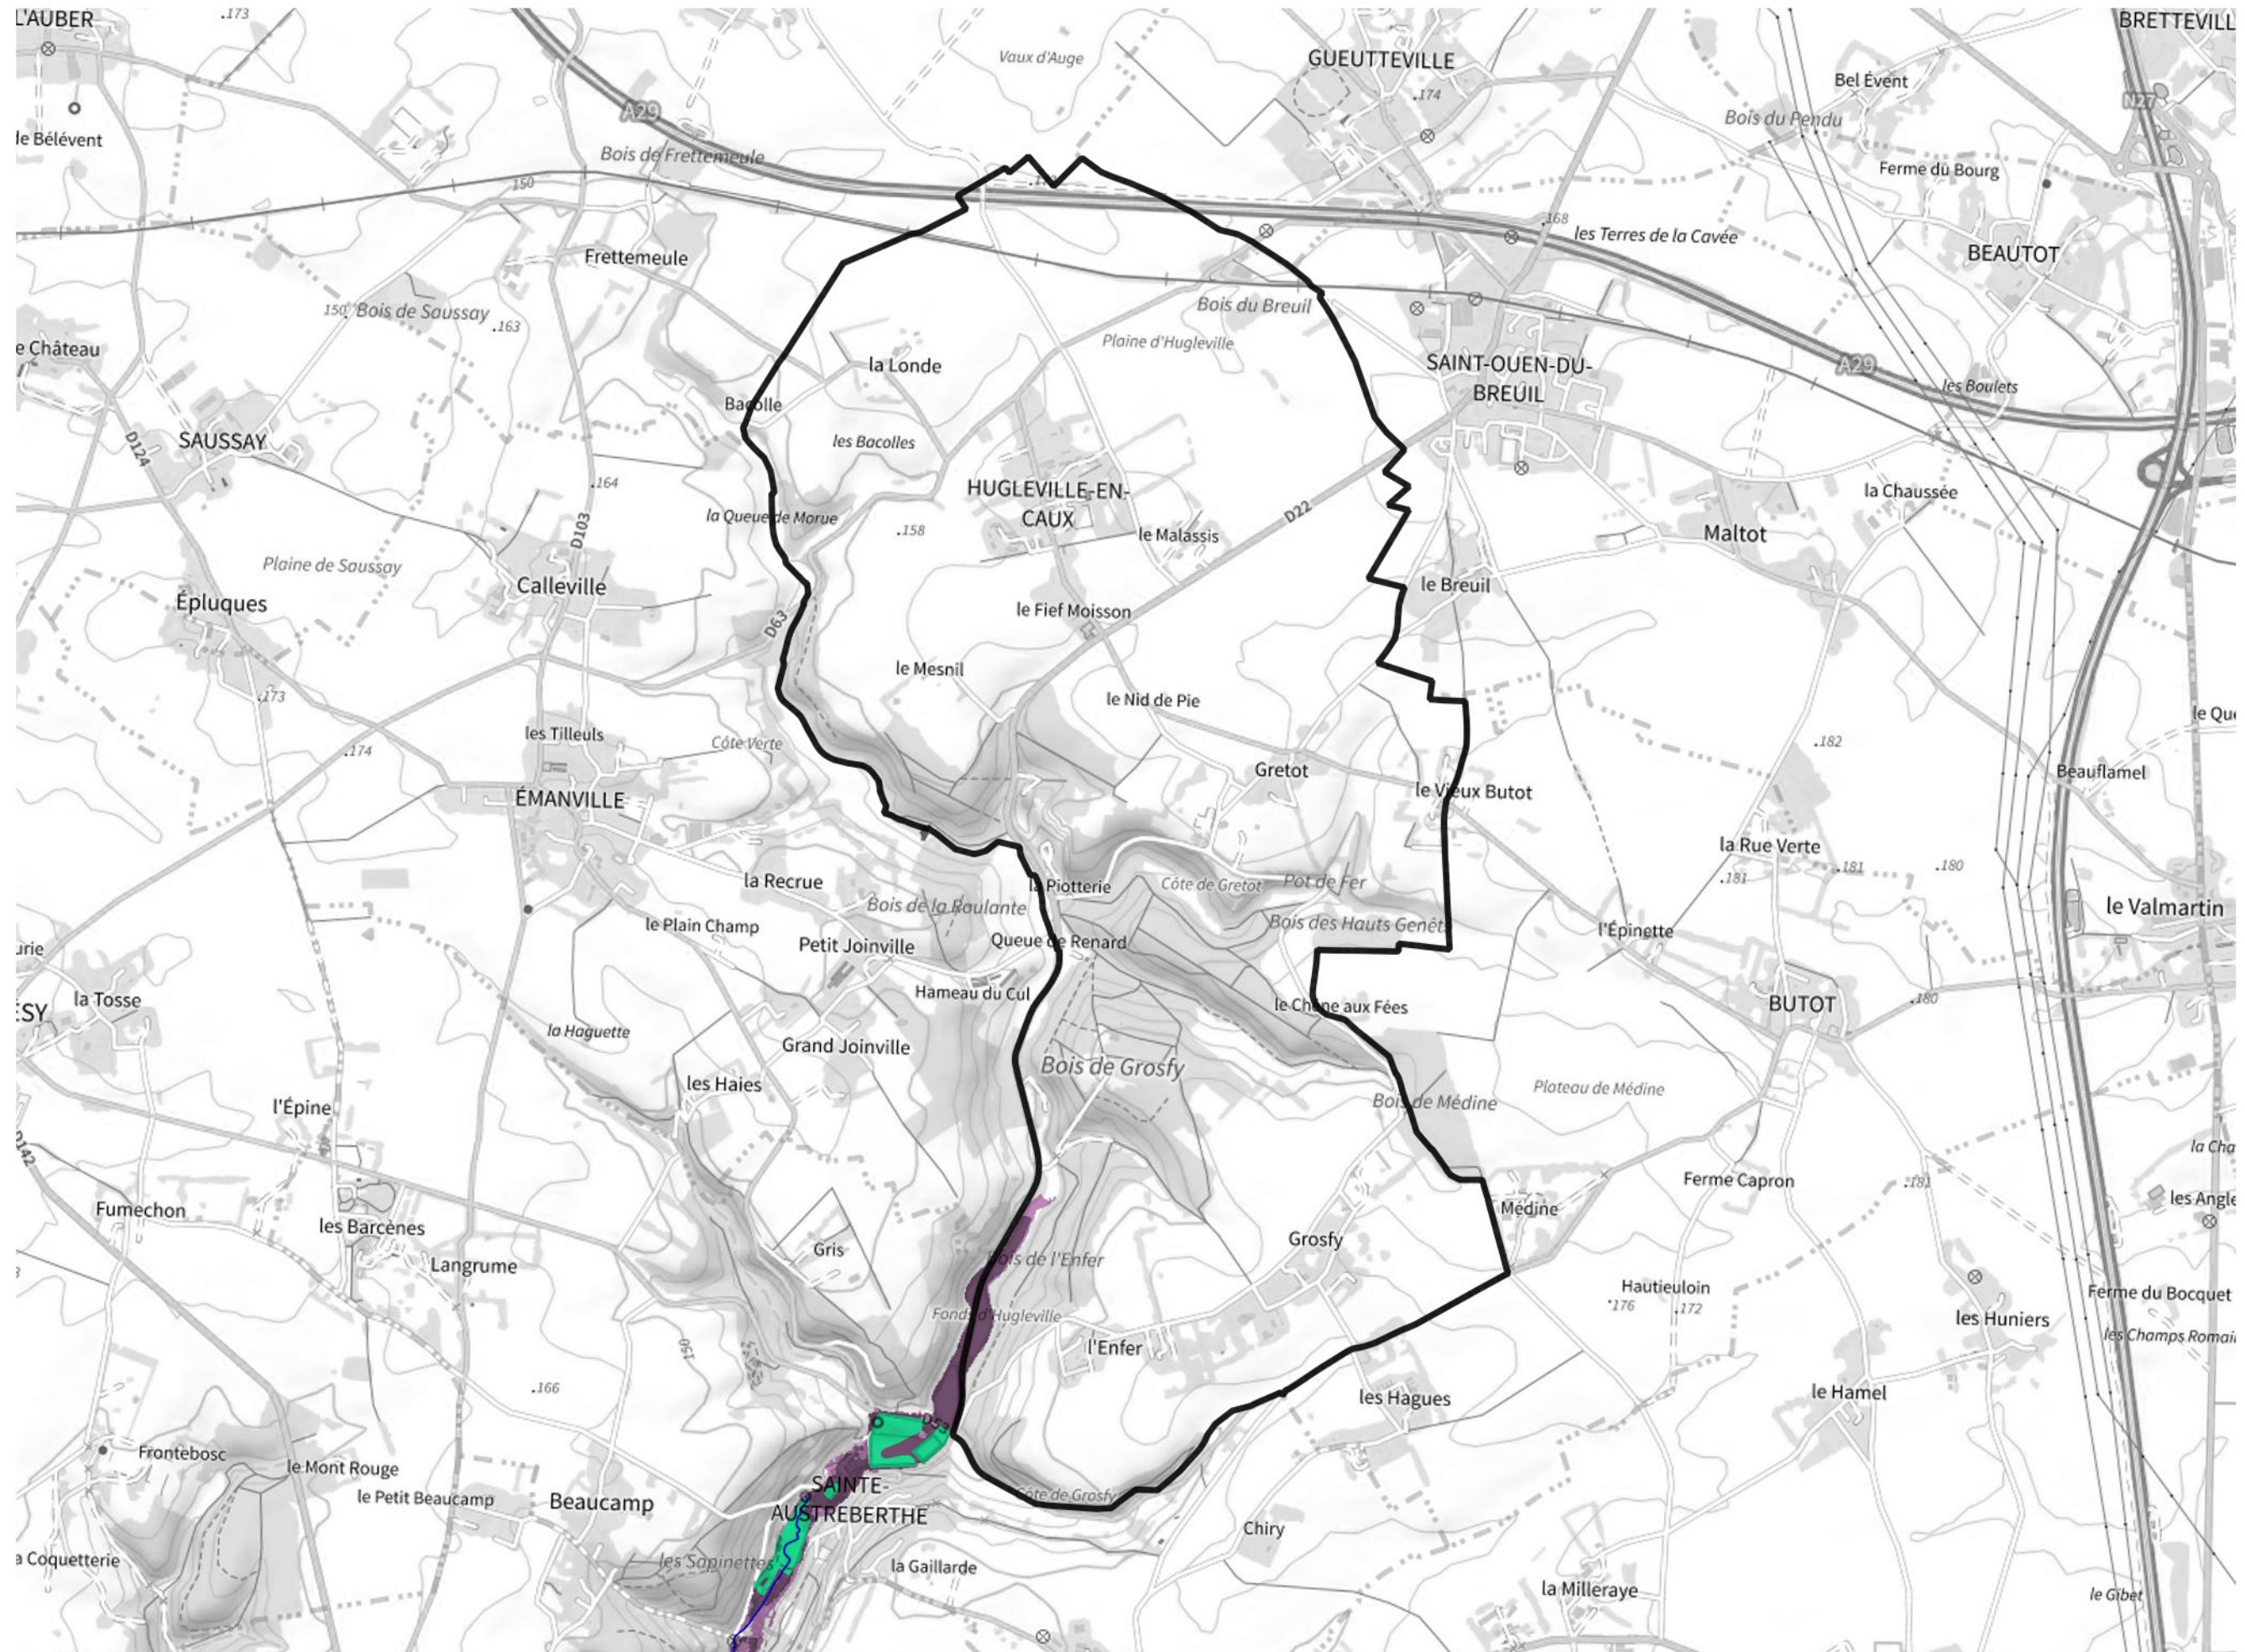 L'AUBER
.173
Vaux d'Auge
GUEUTTEVILLE
.174
BRETTEVILL
Bel Évent
N27
A29
Bois du Pendu
de Bélévent
Bois de Frettemeule
Ferme du Bourg
150
168
les Terres de la Cavée
BEAUTOT
Frettemeule
150
Bois de Saussay
.163
Bois du Breuil
Plaine d'Hugleville
e Château
la Londe
SAINT-OUEN-DU-
BREUIL
A29
les Boulets
Bacolle
les Bacolles
D124
SAUSSAY
.164
HUGLEVILLE-EN-
CAUX
la Chaussée
la Queue de Morue
.158
D22
D103
le Malassis
Maltot
Plaine de Saussay
Calleville
le Breuil
Épluques
le Fief Moisson
D63
le Mesnil
.173
le Nid de Pie
le Que
les Tilleuls
Côte Verte
.174
.182
Gretot
Beauflamel
ÉMANVILLE
le Vieux Butot
la Rue Verte
la Recrue
la Piotterie
Côte de Gretot
Pot de Fer
.181
.181
.180
Bois de la Roulante
le Valmartin
le Plain Champ
Bois des Hauts Genêts
l'Épinette
urie
Petit Joinville
Queue de Renard
la Tosse
Hameau du Cul
le Chêne aux Fées
BUTOT
.180
ÉSY
la Haguette
Grand Joinville
Bois de Grosfy
les Haies
Plateau de Médine
l'Épine
Bois de Médine
D142
la Cha
Ferme Capron
.181
les Angle
Fumechon
Médine
les Barcènes
Grosfy
Gris
Bois de l'Enfer
Langrume
Hautieuloin
Ferme du Bocquet
°176
.172
Fonds d'Hugleville
les Huniers
les Champs Romai
150
l'Enfer
.166
les Hagues
le Hamel
D53
Frontebosc
le Mont Rouge
SAINTE-
AUSTREBERTHE
le Petit Beaucamp
Beaucamp
Côte de Grosfy
Chiry
a Coquetterie
les Sapinettes
la Gaillarde
la Milleraye
le Gibet